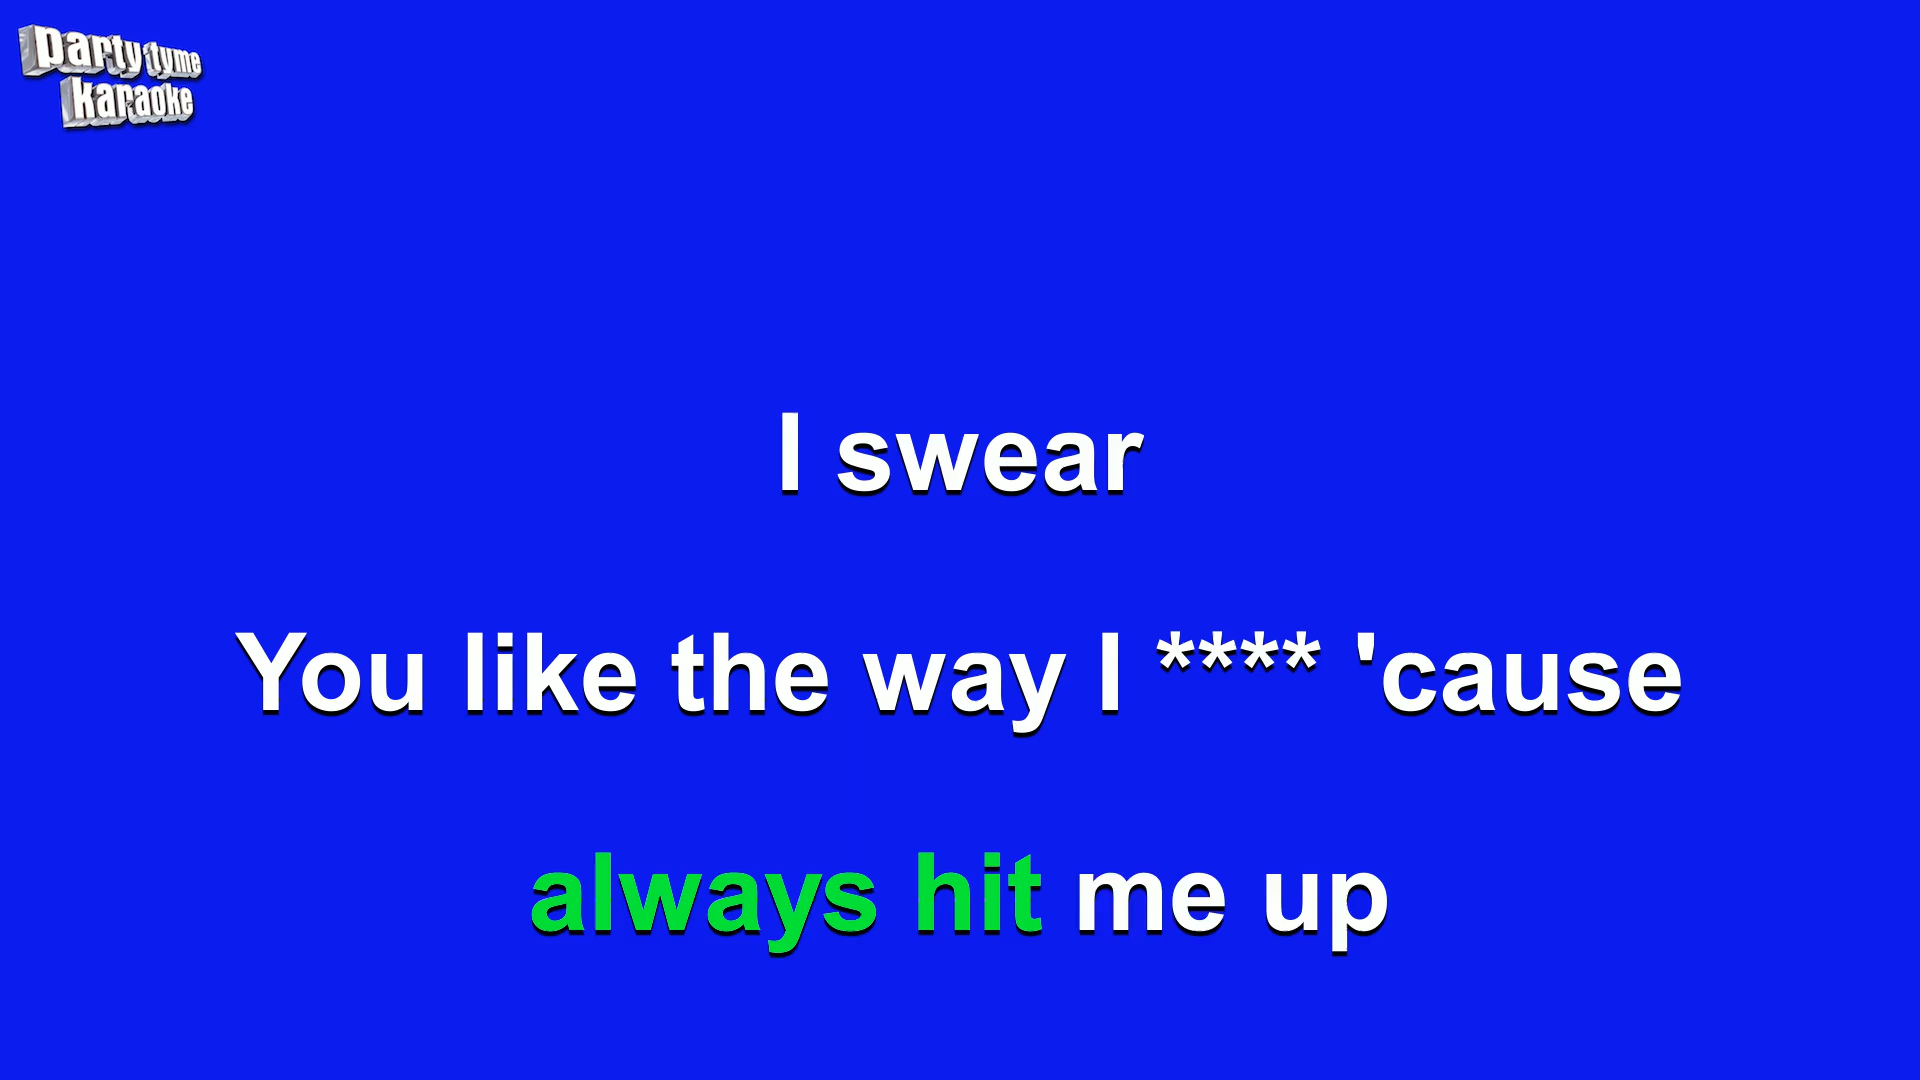 party tyme
karaoke
I swear
You like the way I **** 'cause
always hit me up